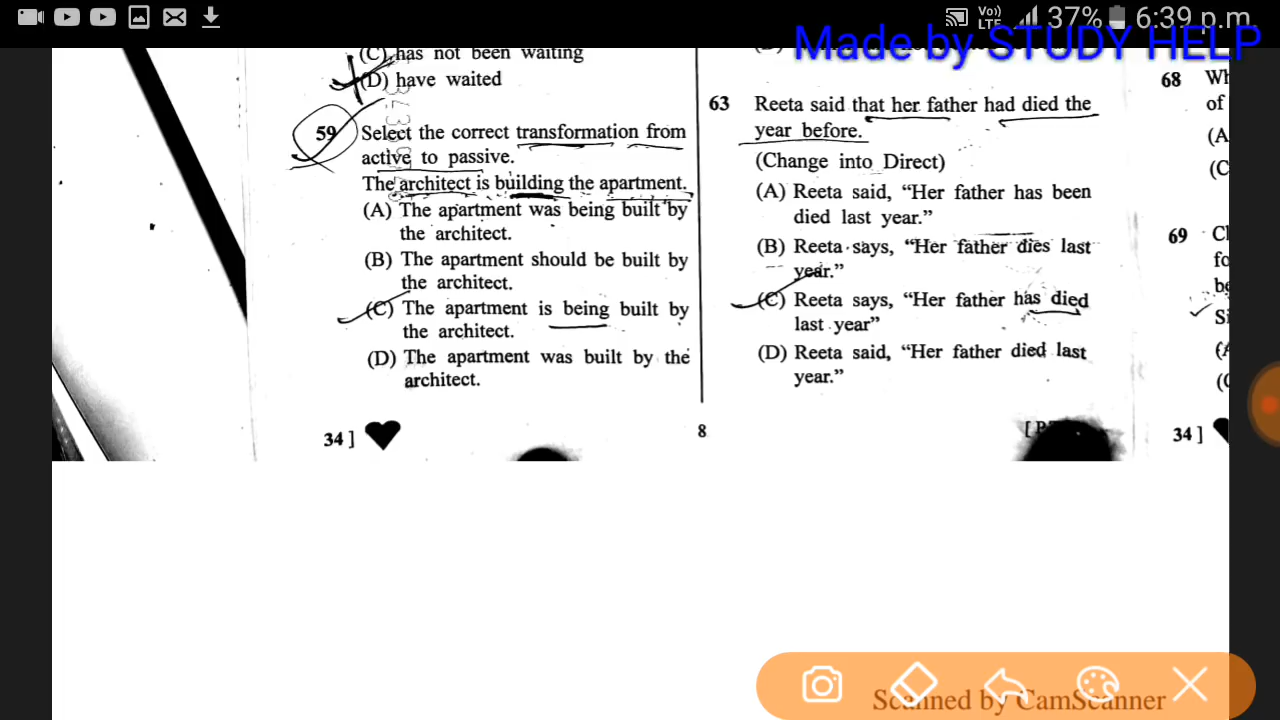 Vo))
LTE
37%
6:39 p.m.
Made by STUDY HELP
(C) has not been waiting
(D) have waited
59 Select the correct transformation from
active to passive.
The architect is building the apartment.
(A) The apartment was being built by
the architect.
(B) The apartment should be built by
the architect.
(C) The apartment is being built by
the architect.
(D) The apartment was built by the
architect.
34 ]
8
63 Reeta said that her father had died the
year before.
(Change into Direct)
(A) Reeta said, “Her father has been
died last year.”
(B) Reeta says, “Her father dies last
year.”
(C) Reeta says, “Her father has died
last year”
(D) Reeta said, “Her father died last
year.”
68 Wh
of
(A
(C
69 Cl
fo
be
Si
(A
(C
34 ]
Scanned by CamScanner